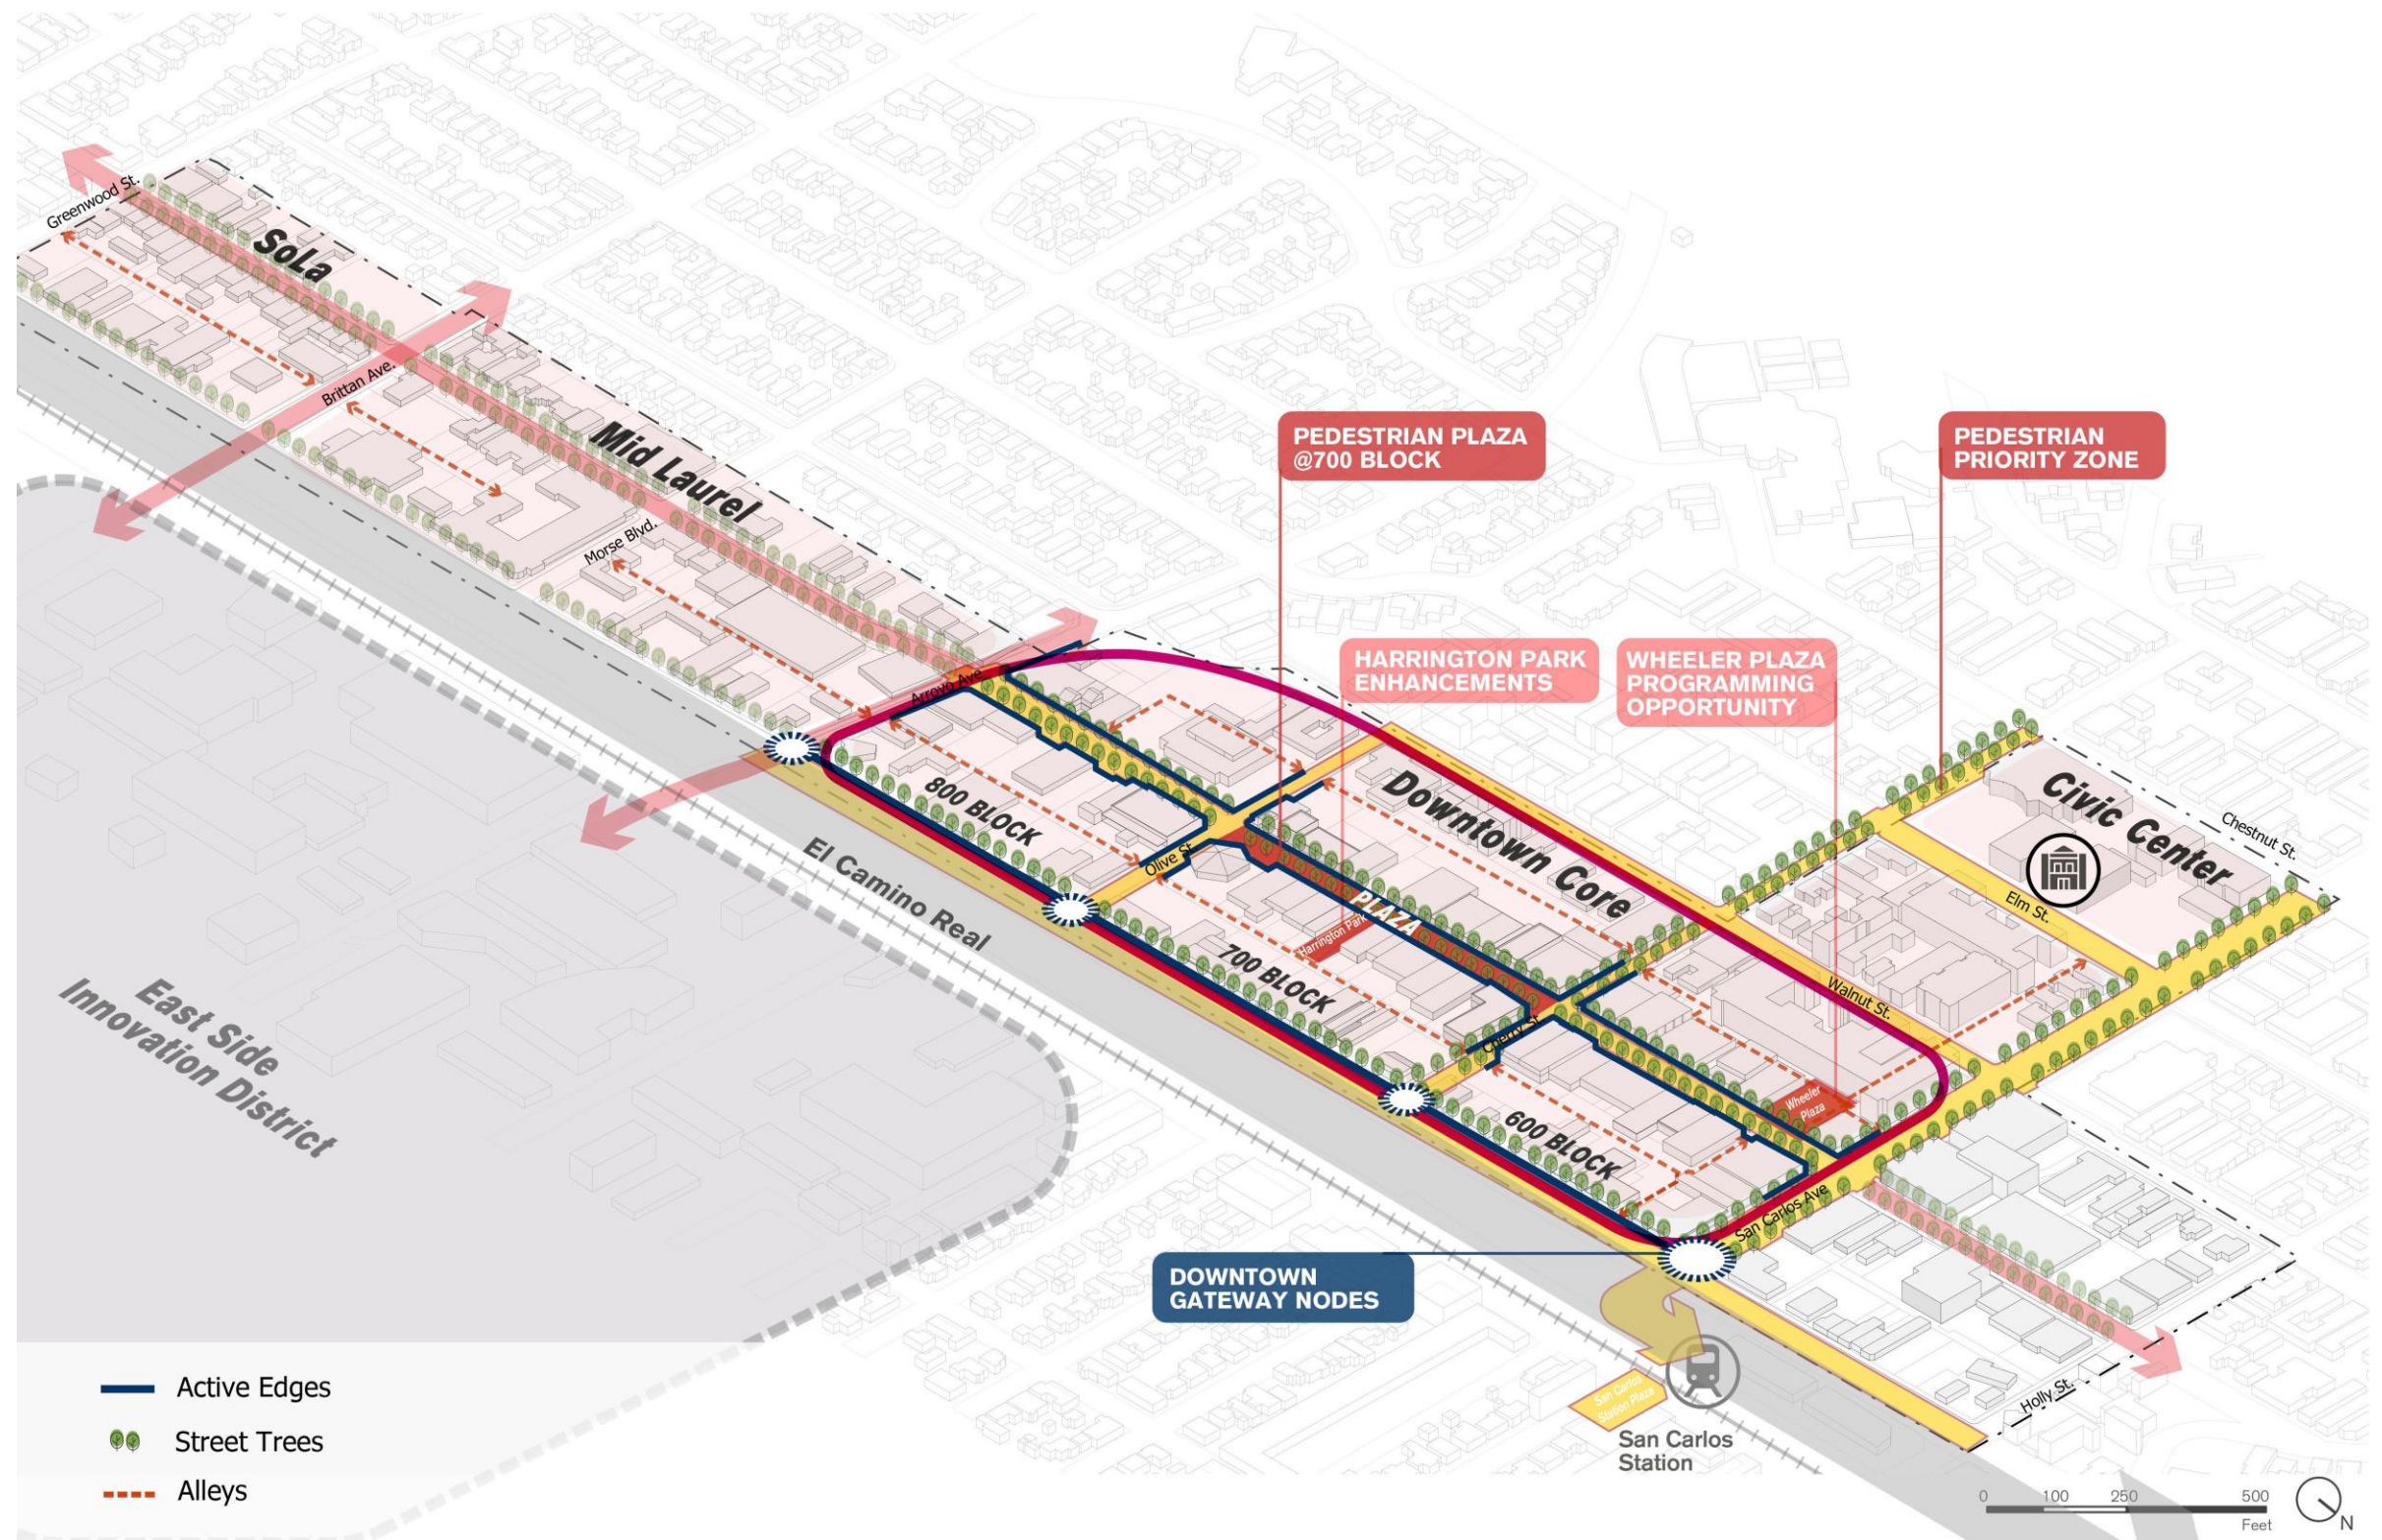 Greenwood St.
SoLa
Brittan Ave.
Mid Laurel
Morse Blvd.
PEDESTRIAN PLAZA
@700 BLOCK
PEDESTRIAN
PRIORITY ZONE
HARRINGTON PARK
ENHANCEMENTS
WHEELER PLAZA
PROGRAMMING
OPPORTUNITY
Arroyo Ave.
800 BLOCK
Olive St.
Downtown Core
Civic Center
Chestnut St.
Elm St.
El Camino Real
PLAZA
Harrington Park
700 BLOCK
Walnut St.
Cherry St.
Wheeler
Plaza
600 BLOCK
San Carlos Ave
East Side
Innovation District
DOWNTOWN
GATEWAY NODES
San Carlos
Station Plaza
San Carlos
Station
Holly St.
Active Edges
Street Trees
Alleys
0 100 250 500
Feet
N